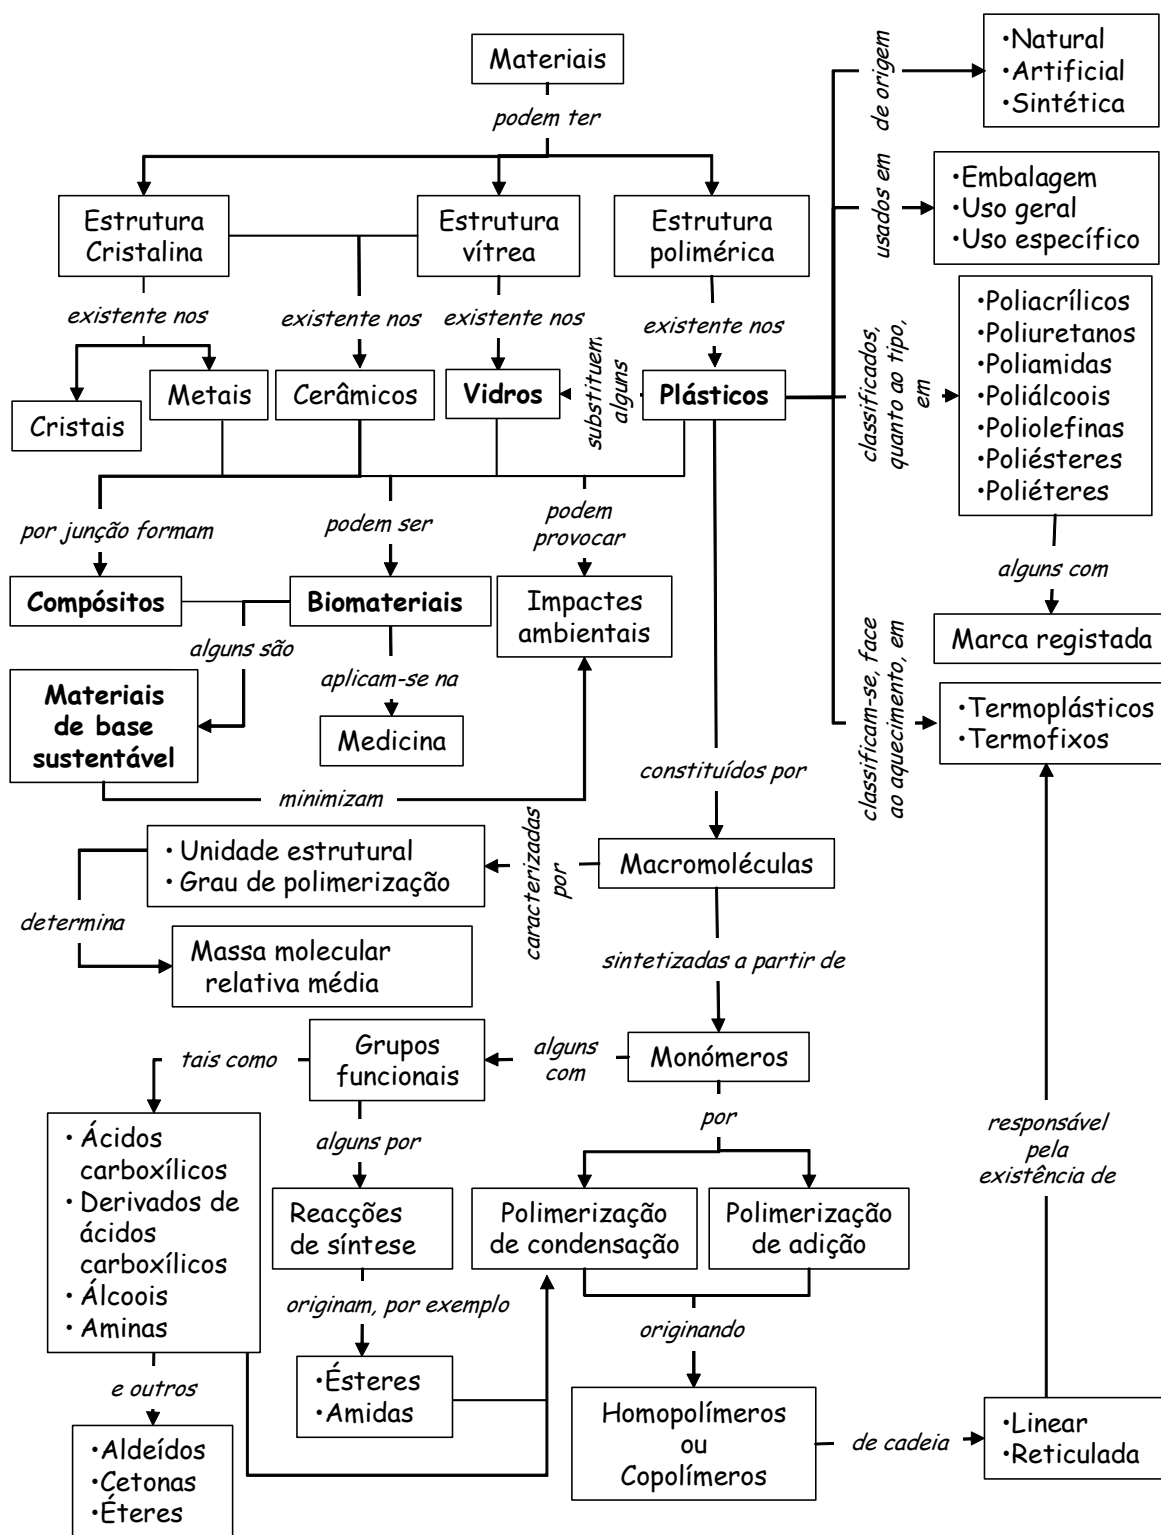 Materiais
podem ter
Estrutura
Cristalina
Estrutura
vítrea
Estrutura
polimérica
existente nos
existente nos
existente nos
existente nos
Cristais
Metais
Cerâmicos
Vidros
substituem,
alguns
Plásticos
de origem
•Natural
•Artificial
•Sintética
usados em
•Embalagem
•Uso geral
•Uso específico
classificados,
quanto ao tipo,
em
•Poliacrílicos
•Poliuretanos
•Poliamidas
•Poliálcoois
•Poliolefinas
•Poliésteres
•Poliéteres
alguns com
Marca registada
classificam-se, face
ao aquecimento, em
•Termoplásticos
•Termofixos
por junção formam
podem ser
podem
provocar
Compósitos
Biomateriais
Impactes
ambientais
alguns são
aplicam-se na
Materiais
de base
sustentável
Medicina
minimizam
constituídos por
Macromoléculas
caracterizadas
por
• Unidade estrutural
• Grau de polimerização
determina
Massa molecular
relativa média
sintetizadas a partir de
Monómeros
alguns
com
Grupos
funcionais
tais como
• Ácidos
carboxílicos
• Derivados de
ácidos
carboxílicos
• Álcoois
• Aminas
e outros
•Aldeídos
•Cetonas
•Éteres
alguns por
Reacções
de síntese
originam, por exemplo
•Ésteres
•Amidas
por
Polimerização
de condensação
Polimerização
de adição
originando
Homopolímeros
ou
Copolímeros
de cadeia
•Linear
•Reticulada
responsável
pela
existência de